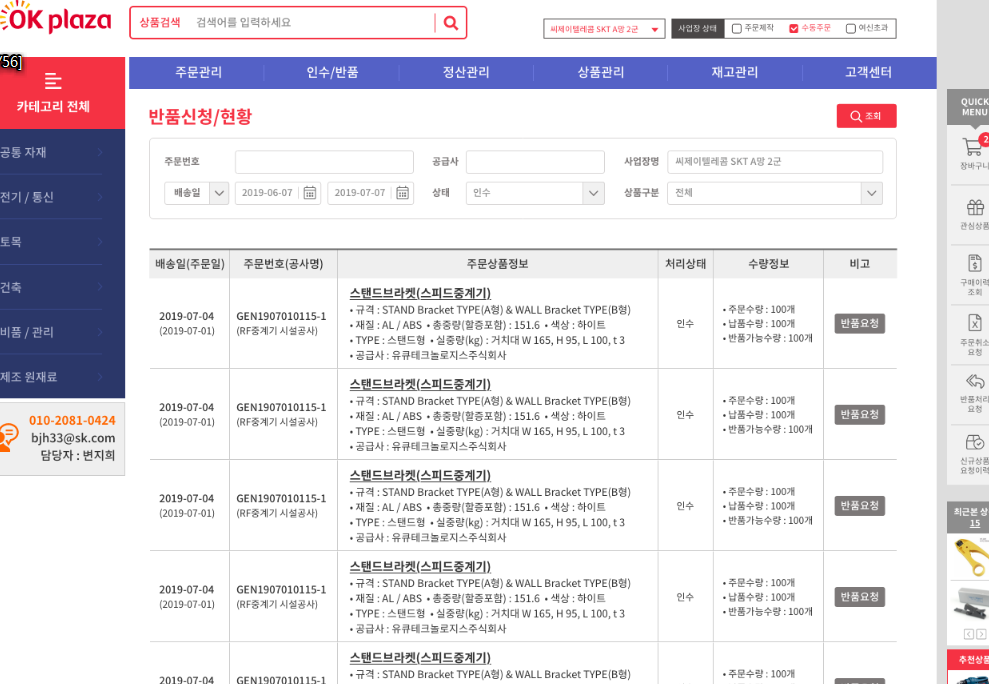 OK plaza
상품검색 검색어를 입력하세요
씨제이텔레콤 SKT A망 2군
사업장 상태 주문제작 수동주문 여신초과
/56]
카테고리 전체
주문관리 인수/반품 정산관리 상품관리 재고관리 고객센터
공통 자재
전기 / 통신
토목
건축
비품 / 관리
제조 원재료
010-2081-0424
bjh33@sk.com
담당자 : 변지희
반품신청/현황
조회
주문번호 공급사 사업장명 씨제이텔레콤 SKT A망 2군
배송일 2019-06-07 2019-07-07 상태 인수 상품구분 전체
배송일(주문일) 주문번호(공사명) 주문상품정보 처리상태 수량정보 비고
2019-07-04
(2019-07-01)
GEN1907010115-1
(RF중계기 시설공사)
스탠드브라켓(스피드중계기)
• 규격 : STAND Bracket TYPE(A형) & WALL Bracket TYPE(B형)
• 재질 : AL / ABS • 총중량(할증포함) : 151.6 • 색상 : 하이트
• TYPE : 스탠드형 • 실중량(kg) : 거치대 W 165, H 95, L 100, t 3
• 공급사 : 유큐테크놀로지스주식회사
인수
• 주문수량 : 100개
• 납품수량 : 100개
• 반품가능수량 : 100개
반품요청
2019-07-04
(2019-07-01)
GEN1907010115-1
(RF중계기 시설공사)
스탠드브라켓(스피드중계기)
• 규격 : STAND Bracket TYPE(A형) & WALL Bracket TYPE(B형)
• 재질 : AL / ABS • 총중량(할증포함) : 151.6 • 색상 : 하이트
• TYPE : 스탠드형 • 실중량(kg) : 거치대 W 165, H 95, L 100, t 3
• 공급사 : 유큐테크놀로지스주식회사
인수
• 주문수량 : 100개
• 납품수량 : 100개
• 반품가능수량 : 100개
반품요청
2019-07-04
(2019-07-01)
GEN1907010115-1
(RF중계기 시설공사)
스탠드브라켓(스피드중계기)
• 규격 : STAND Bracket TYPE(A형) & WALL Bracket TYPE(B형)
• 재질 : AL / ABS • 총중량(할증포함) : 151.6 • 색상 : 하이트
• TYPE : 스탠드형 • 실중량(kg) : 거치대 W 165, H 95, L 100, t 3
• 공급사 : 유큐테크놀로지스주식회사
인수
• 주문수량 : 100개
• 납품수량 : 100개
• 반품가능수량 : 100개
반품요청
2019-07-04
(2019-07-01)
GEN1907010115-1
(RF중계기 시설공사)
스탠드브라켓(스피드중계기)
• 규격 : STAND Bracket TYPE(A형) & WALL Bracket TYPE(B형)
• 재질 : AL / ABS • 총중량(할증포함) : 151.6 • 색상 : 하이트
• TYPE : 스탠드형 • 실중량(kg) : 거치대 W 165, H 95, L 100, t 3
• 공급사 : 유큐테크놀로지스주식회사
인수
• 주문수량 : 100개
• 납품수량 : 100개
• 반품가능수량 : 100개
반품요청
2019-07-04
GEN1907010115-1
스탠드브라켓(스피드중계기)
• 규격 : STAND Bracket TYPE(A형) & WALL Bracket TYPE(B형)
• 주문수량 : 100개
QUICK
MENU
2
장바구니
관심상품
구매이력
조회
주문취소
요청
반품처리
요청
신규상품
요청이력
최근본 상
15
추천상품